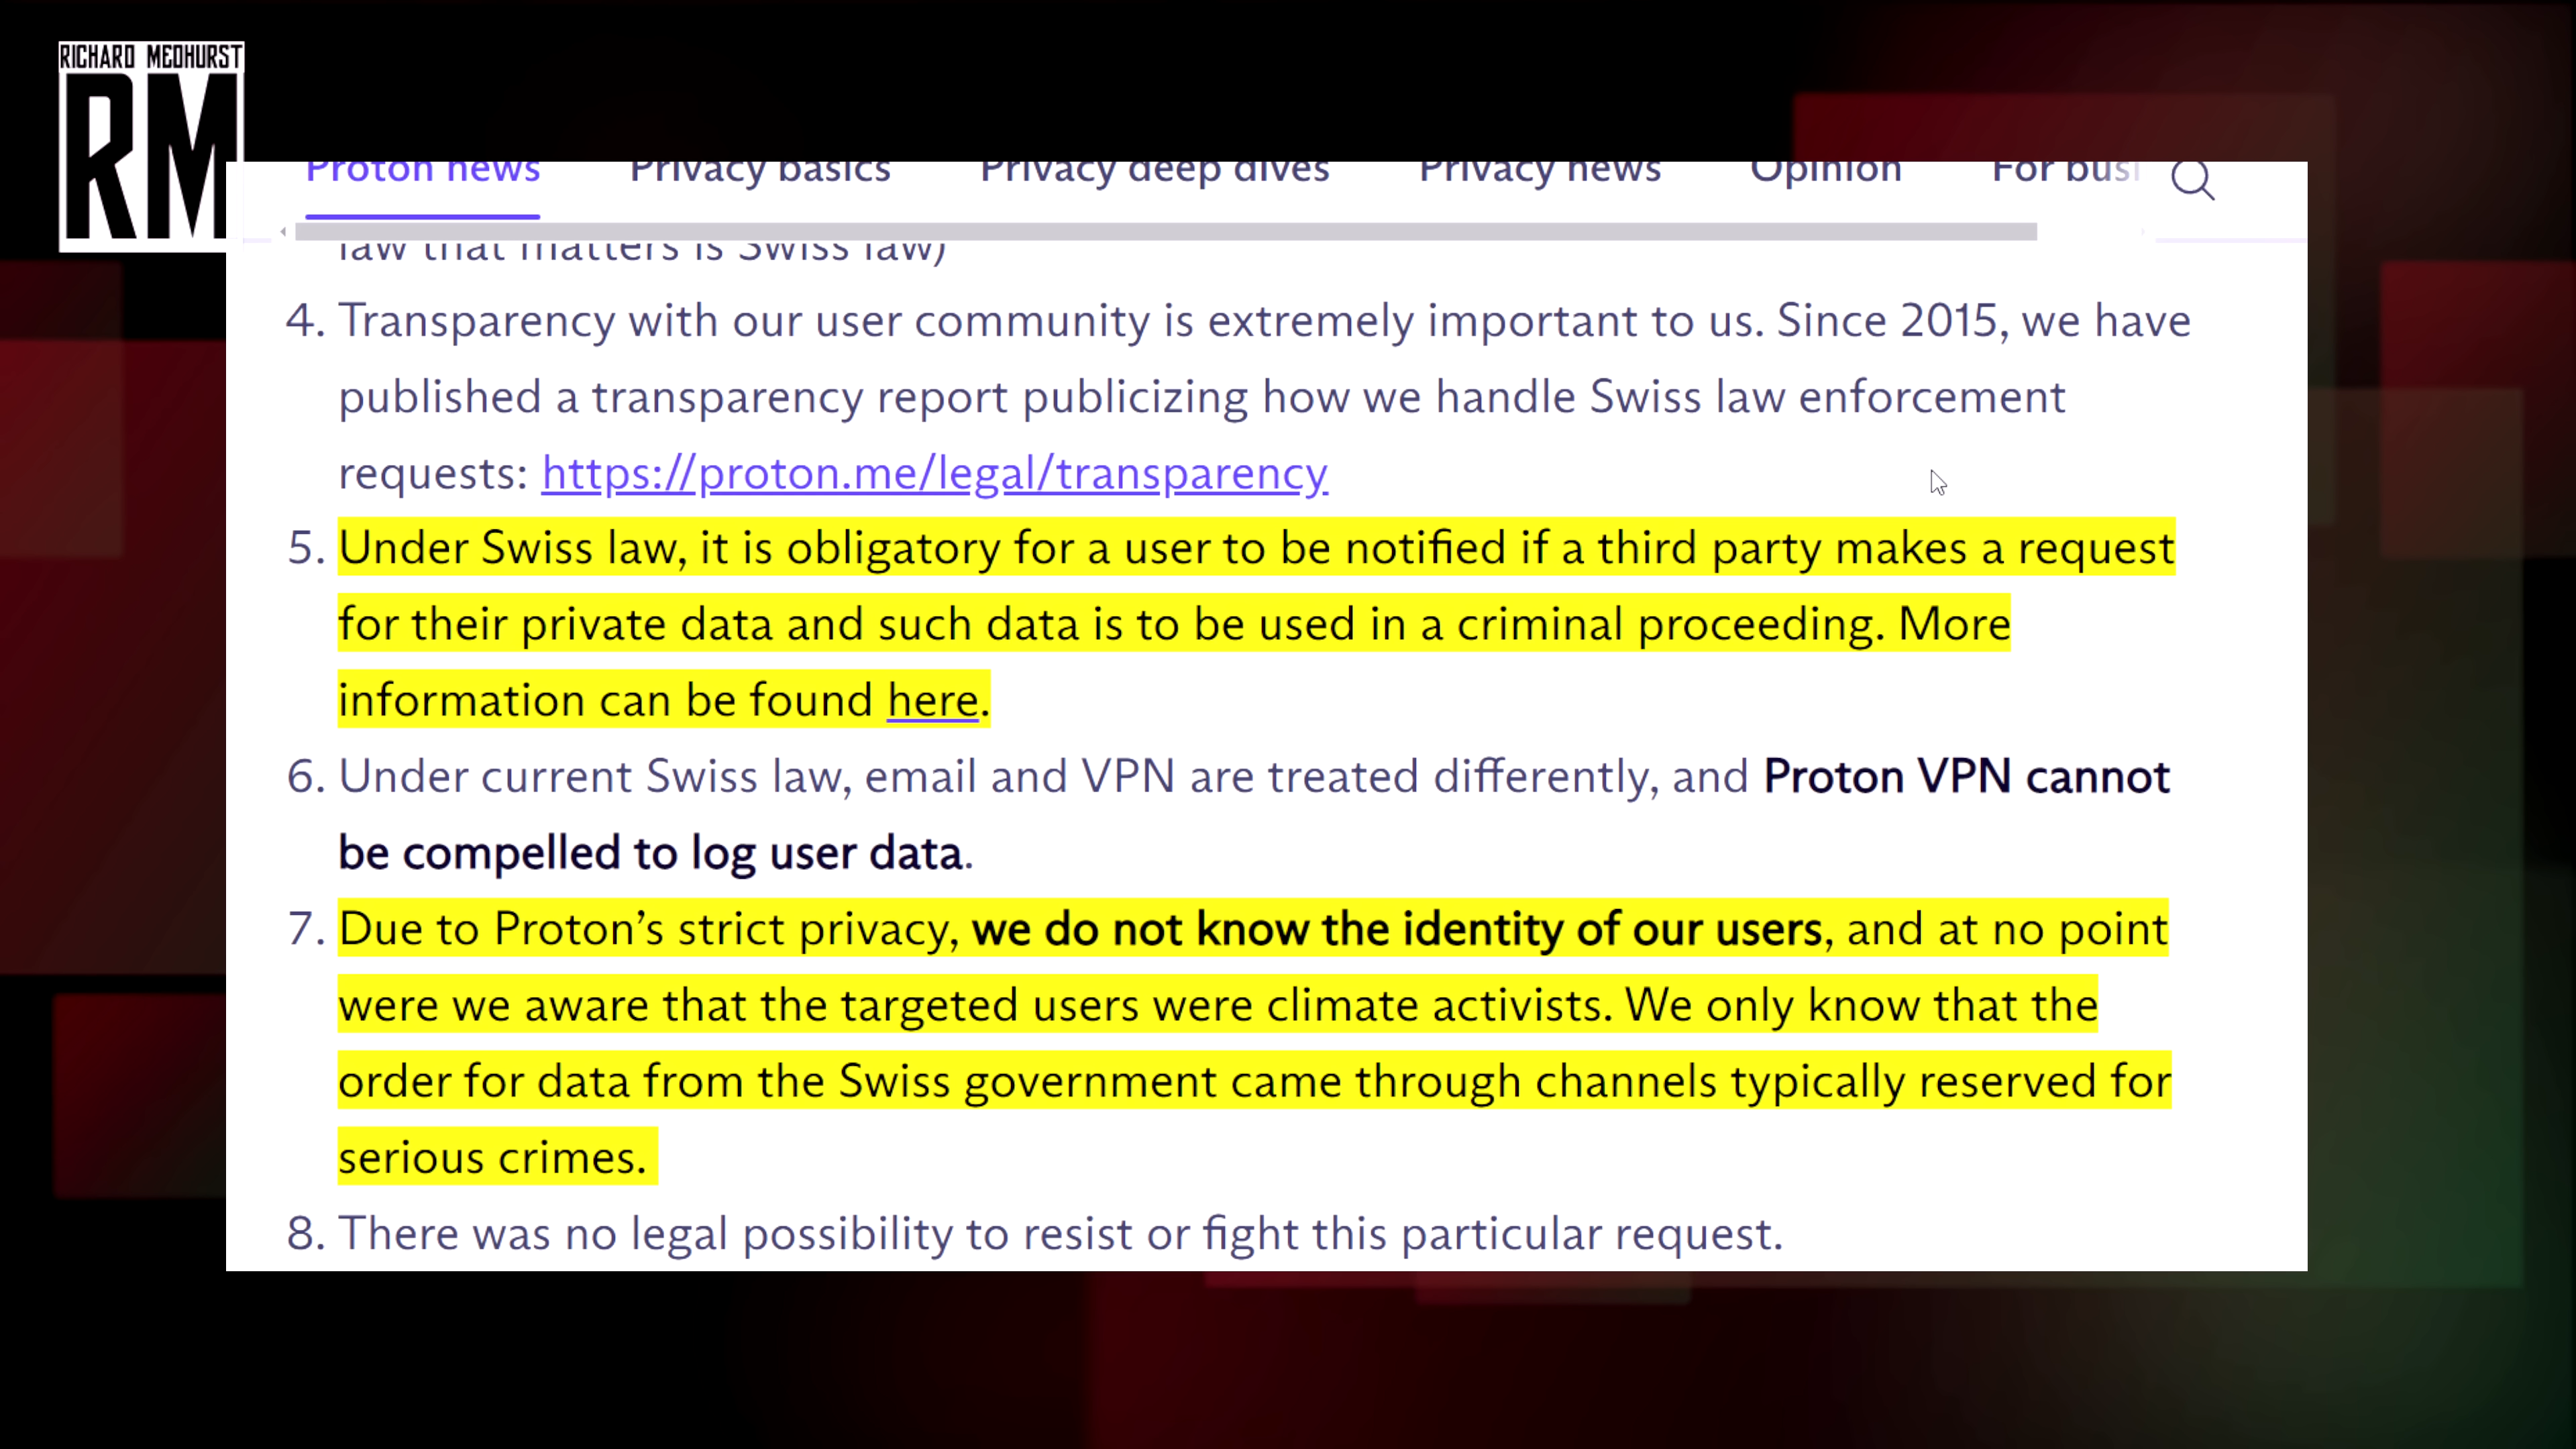 RICHARD MEDHURST
RM
Proton news Privacy basics Privacy deep dives Privacy news Opinion For busi
law that matters is Swiss law)
4. Transparency with our user community is extremely important to us. Since 2015, we have
published a transparency report publicizing how we handle Swiss law enforcement
requests: https://proton.me/legal/transparency
5. Under Swiss law, it is obligatory for a user to be notified if a third party makes a request
for their private data and such data is to be used in a criminal proceeding. More
information can be found here.
6. Under current Swiss law, email and VPN are treated differently, and Proton VPN cannot
be compelled to log user data.
7. Due to Proton’s strict privacy, we do not know the identity of our users, and at no point
were we aware that the targeted users were climate activists. We only know that the
order for data from the Swiss government came through channels typically reserved for
serious crimes.
8. There was no legal possibility to resist or fight this particular request.